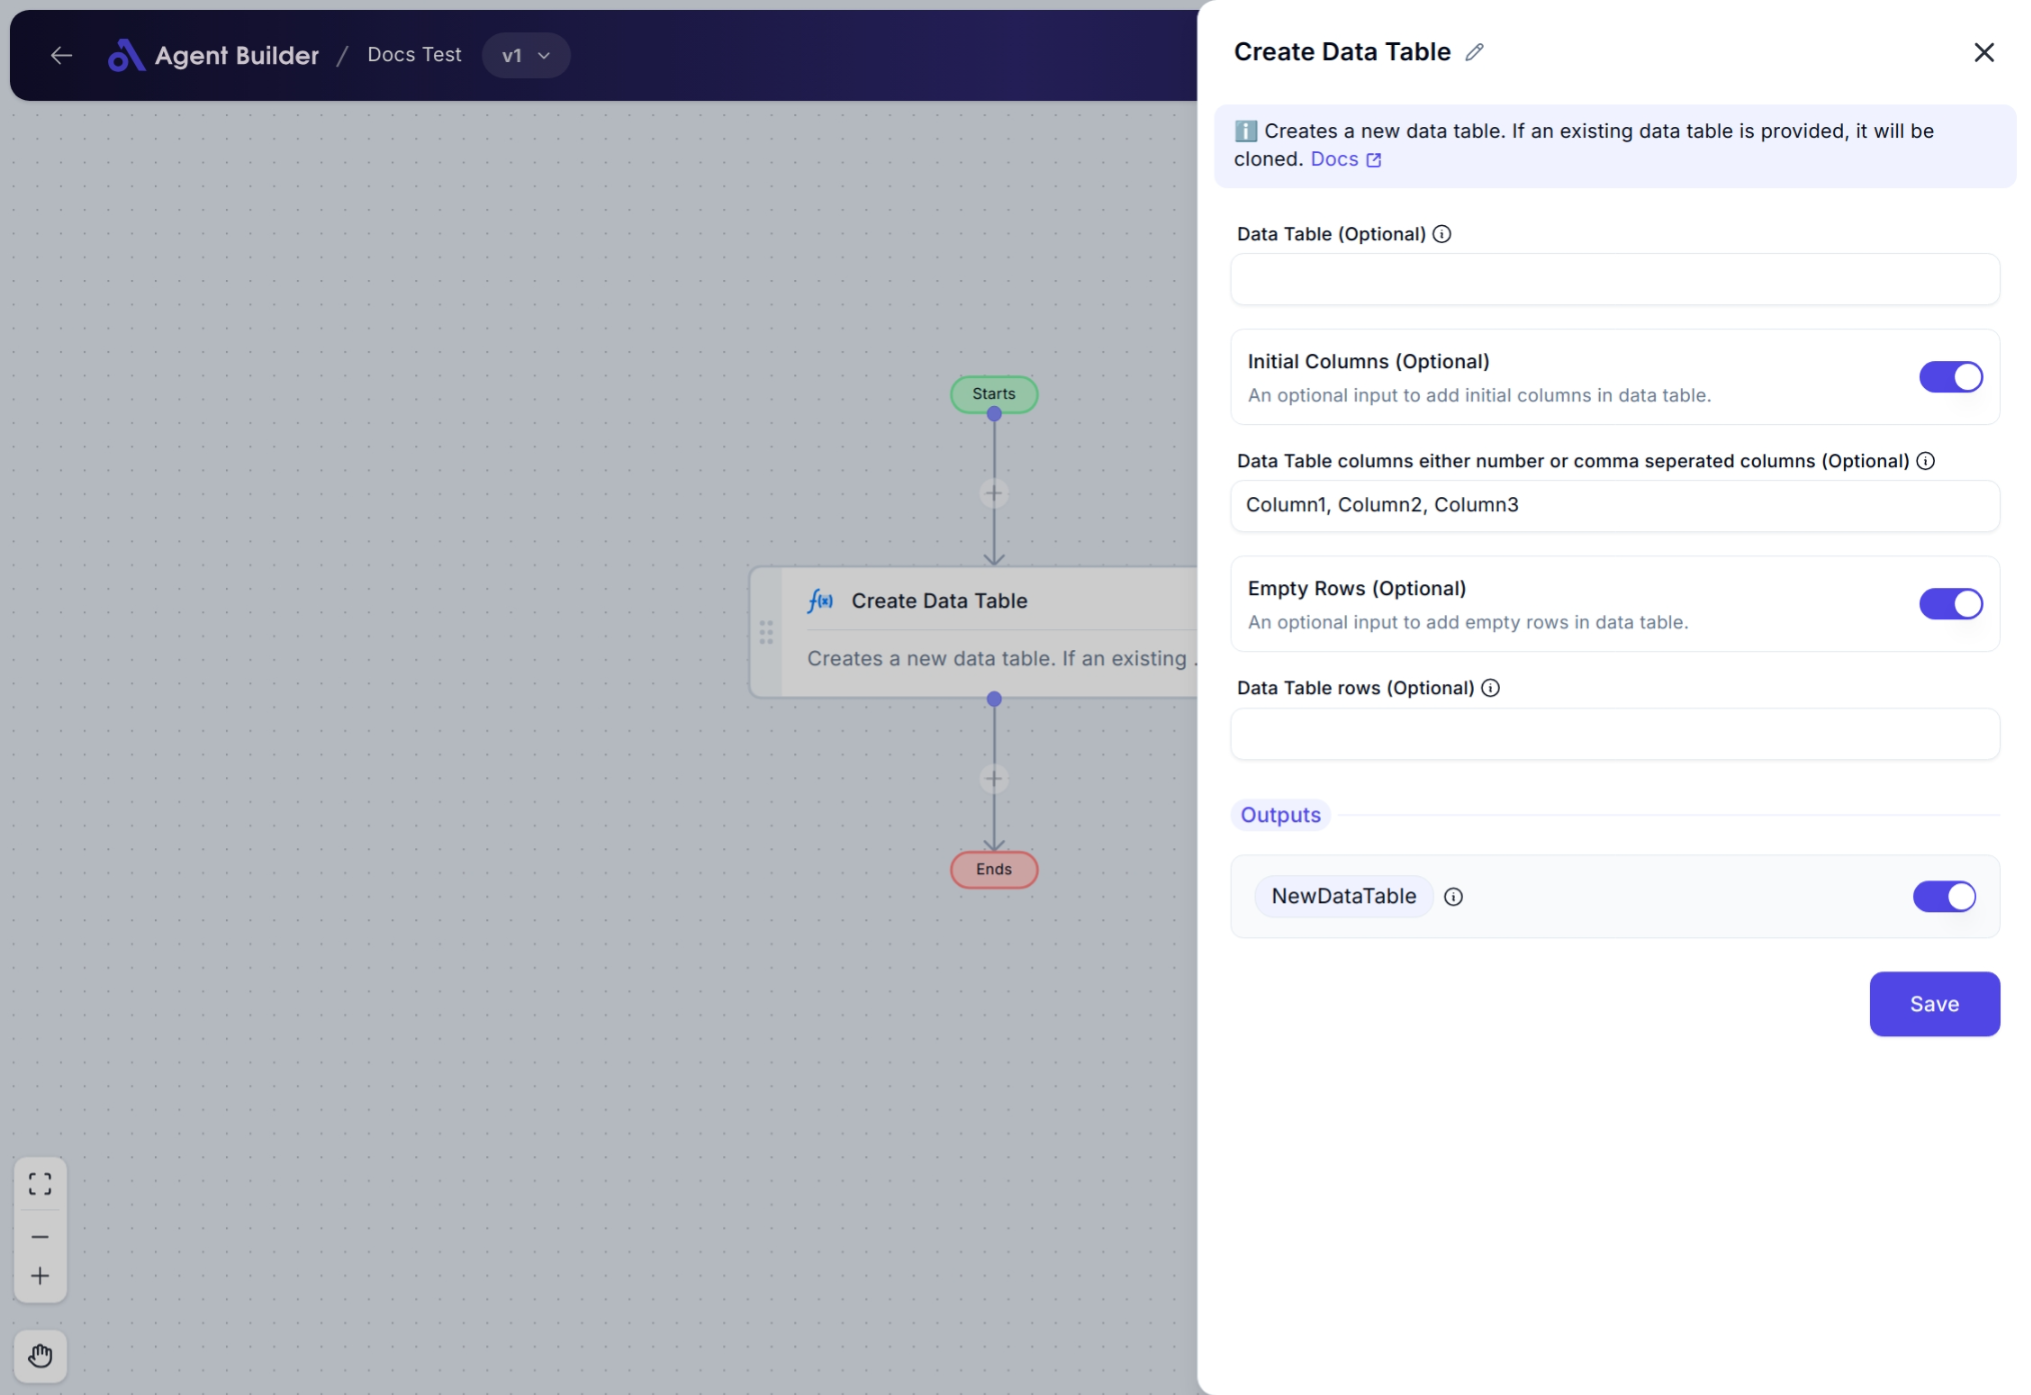 Agent Builder / Docs Test v1
Starts
Create Data Table
Creates a new data table. If an existing .
Ends
Create Data Table
Creates a new data table. If an existing data table is provided, it will be
cloned. Docs
Data Table (Optional)
Initial Columns (Optional)
An optional input to add initial columns in data table.
Data Table columns either number or comma seperated columns (Optional)
Column1, Column2, Column3
Empty Rows (Optional)
An optional input to add empty rows in data table.
Data Table rows (Optional)
Outputs
NewDataTable
Save